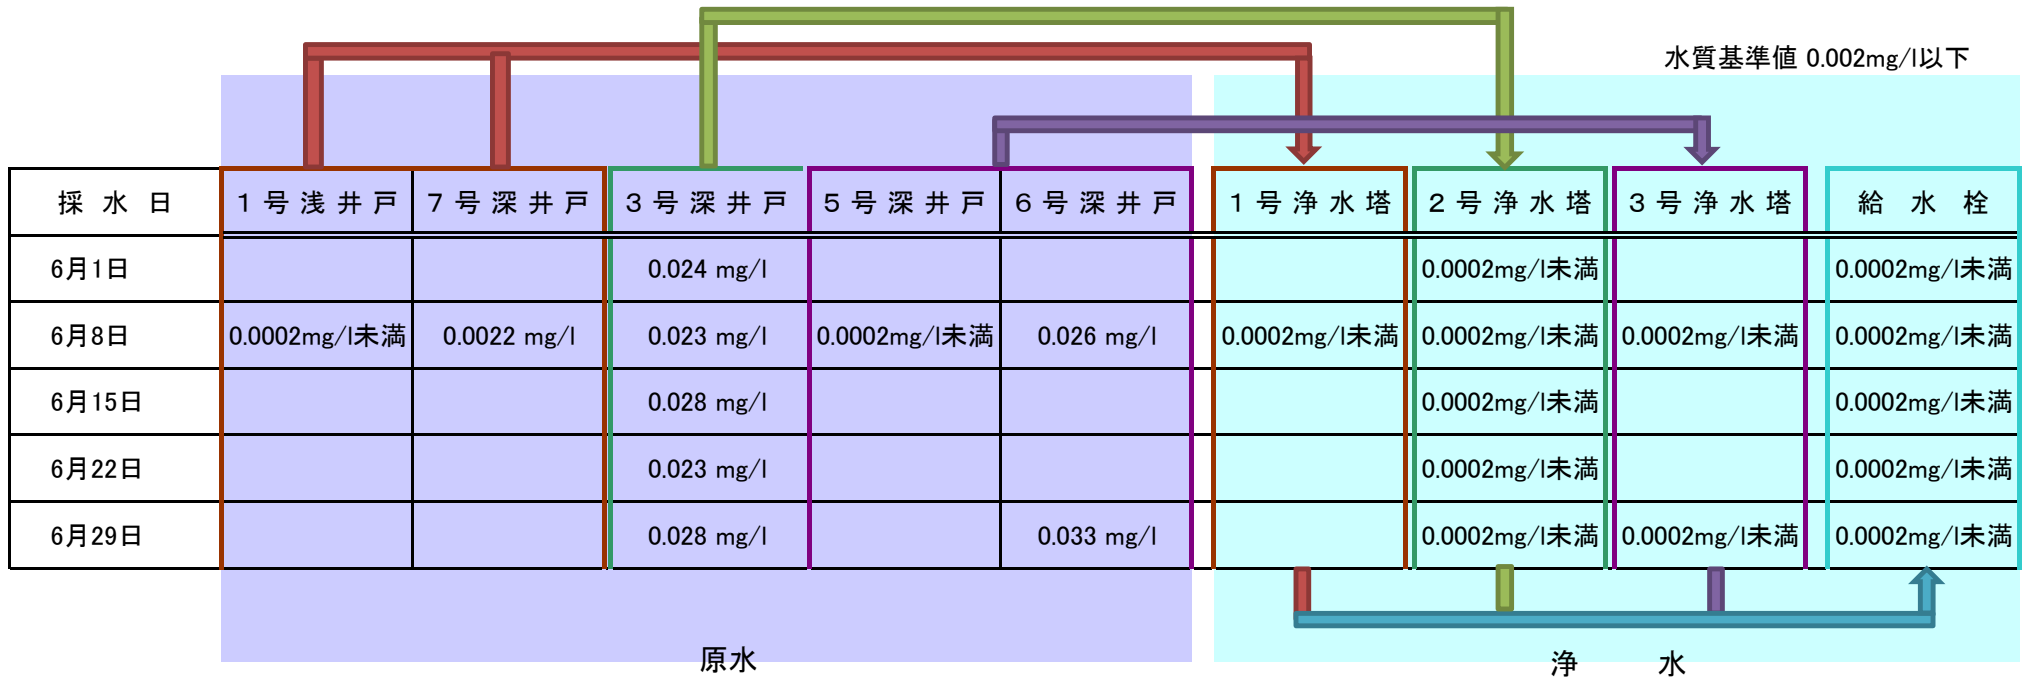 水質基準値 0.002mg/l以下
採 水 日 1 号 浅 井 戸 7 号 深 井 戸 3 号 深 井 戸 5 号 深 井 戸 6 号 深 井 戸 1 号 浄 水 塔 2 号 浄 水 塔 3 号 浄 水 塔 給 水 栓
6月1日 0.024 mg/l 0.0002mg/l未満 0.0002mg/l未満
6月8日 0.0002mg/l未満 0.0022 mg/l 0.023 mg/l 0.0002mg/l未満 0.026 mg/l 0.0002mg/l未満 0.0002mg/l未満 0.0002mg/l未満 0.0002mg/l未満
6月15日 0.028 mg/l 0.0002mg/l未満 0.0002mg/l未満
6月22日 0.023 mg/l 0.0002mg/l未満 0.0002mg/l未満
6月29日 0.028 mg/l 0.033 mg/l 0.0002mg/l未満 0.0002mg/l未満 0.0002mg/l未満
原水 浄 水